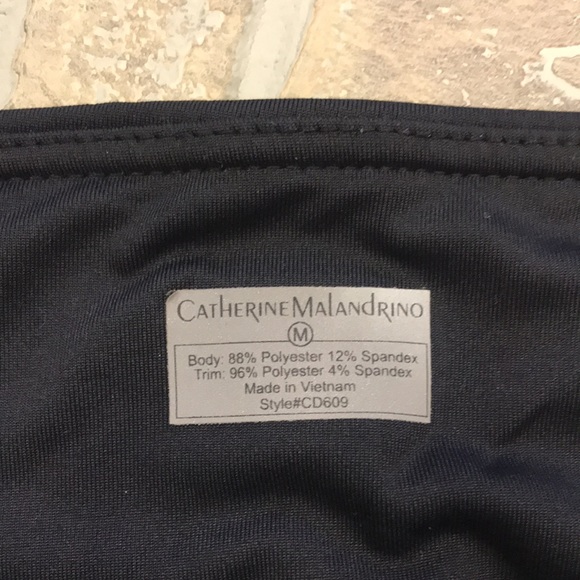 CATHERINE MALANDRINO
M
Body: 88% Polyester 12% Spandex
Trim: 96% Polyester 4% Spandex
Made in Vietnam
Style#CD609